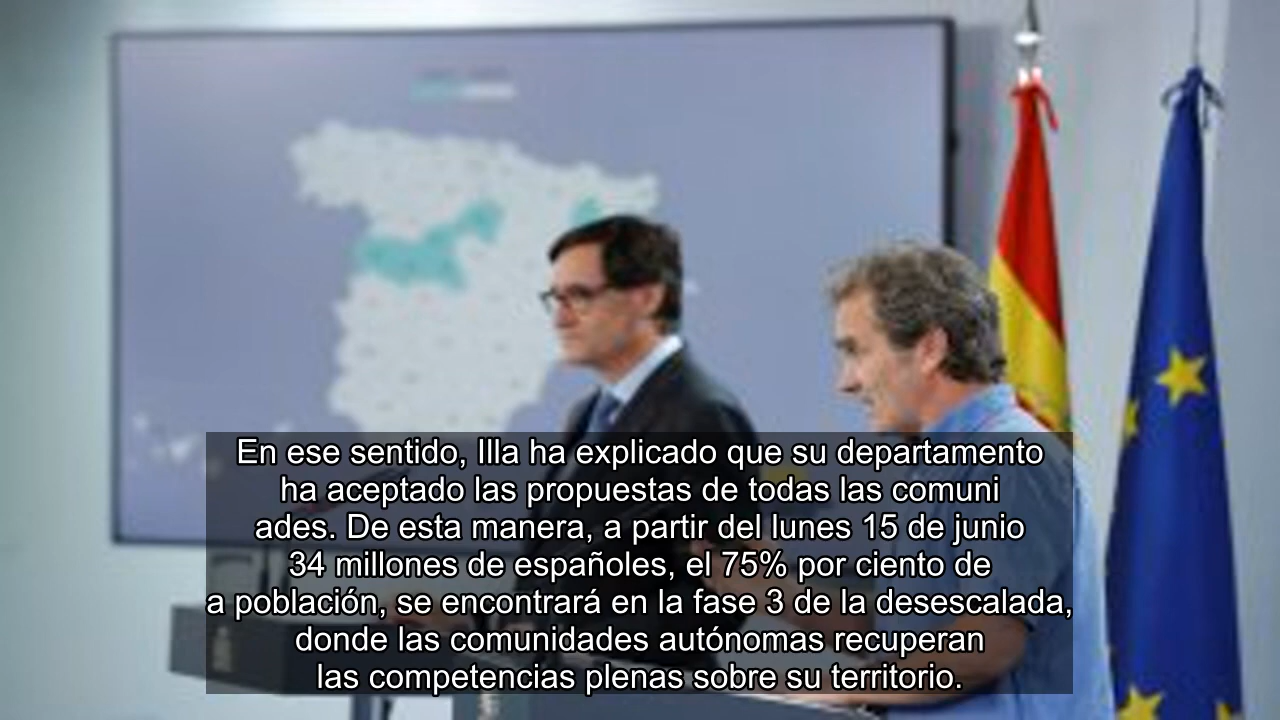 En ese sentido, Illa ha explicado que su departamento
ha aceptado las propuestas de todas las comuni
ades. De esta manera, a partir del lunes 15 de junio
34 millones de españoles, el 75% por ciento de
a población, se encontrará en la fase 3 de la desescalada,
donde las comunidades autónomas recuperan
las competencias plenas sobre su territorio.